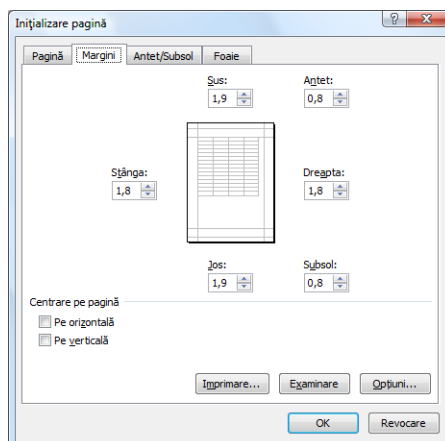 Inițializare pagină
Pagină Margini Antet/Subsol Foaie
Sus: Antet:
1,9 0,8
Stânga: Dreapta:
1,8 1,8
Jos: Subsol:
1,9 0,8
Centrare pe pagină
Pe orizontală
Pe verticală
Imprimare... Examinare Opțiuni...
OK Revocare